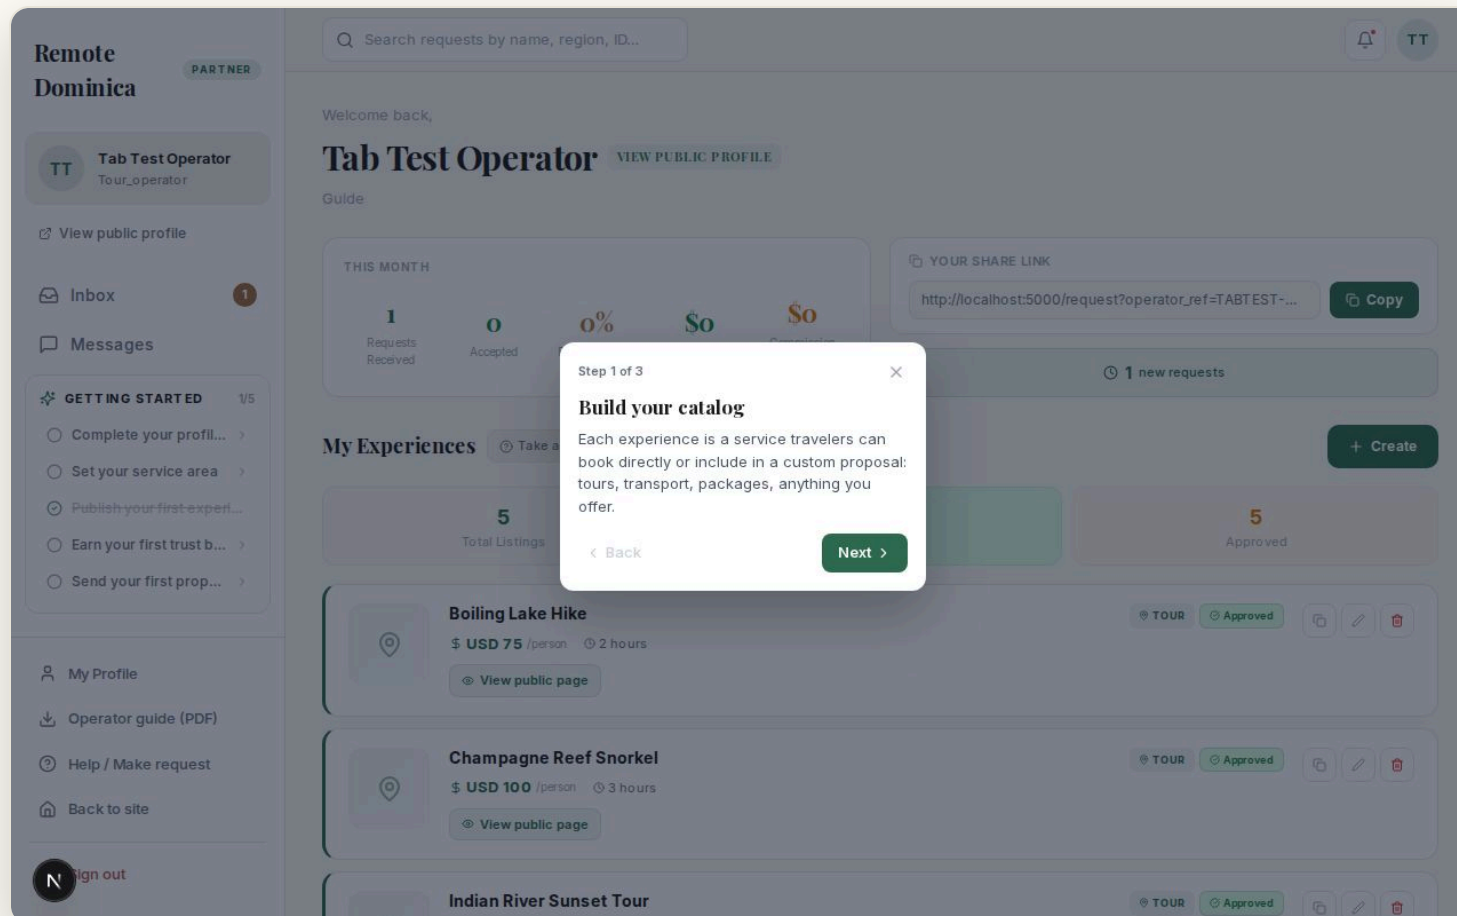 Remote
Dominica
PARTNER
TT
Tab Test Operator
Tour_operator
View public profile
Inbox
1
Messages
GETTING STARTED
1/5
Complete your profil...
Set your service area
Publish your first experi...
Earn your first trust b...
Send your first prop...
My Profile
Operator guide (PDF)
Help / Make request
Back to site
N
ign out
Search requests by name, region, ID...
TT
Welcome back,
Tab Test Operator
VIEW PUBLIC PROFILE
Guide
THIS MONTH
1
Requests
Received
0
Accepted
0%
$0
$0
Commission
YOUR SHARE LINK
http://localhost:5000/request?operator_ref=TABTEST-...
Copy
1 new requests
My Experiences
Take a
Create
5
Total Listings
5
Approved
Step 1 of 3
Build your catalog
Each experience is a service travelers can
book directly or include in a custom proposal:
tours, transport, packages, anything you
offer.
Back
Next
Boiling Lake Hike
TOUR
Approved
$ USD 75 /person
2 hours
View public page
Champagne Reef Snorkel
TOUR
Approved
$ USD 100 /person
3 hours
View public page
Indian River Sunset Tour
TOUR
Approved